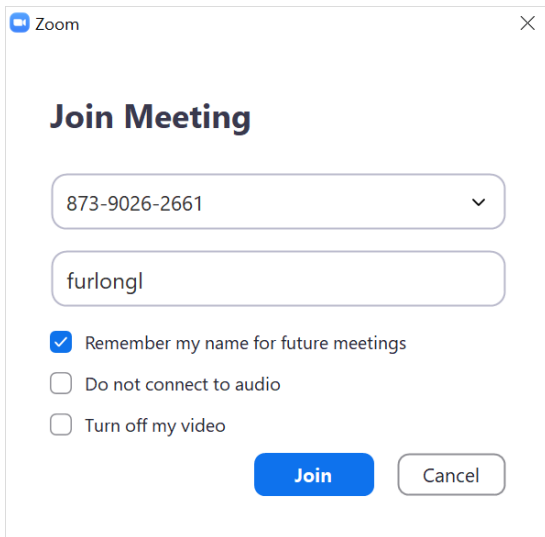 Zoom
Join Meeting
873-9026-2661
furlongl
Remember my name for future meetings
Do not connect to audio
Turn off my video
Join Cancel